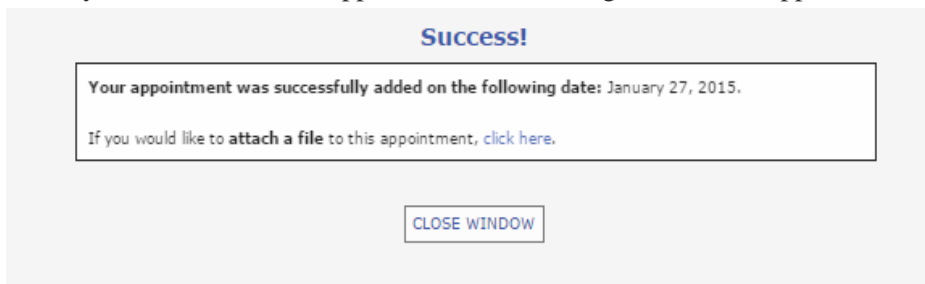 Success!
Your appointment was successfully added on the following date: January 27, 2015.
If you would like to attach a file to this appointment, click here.
CLOSE WINDOW